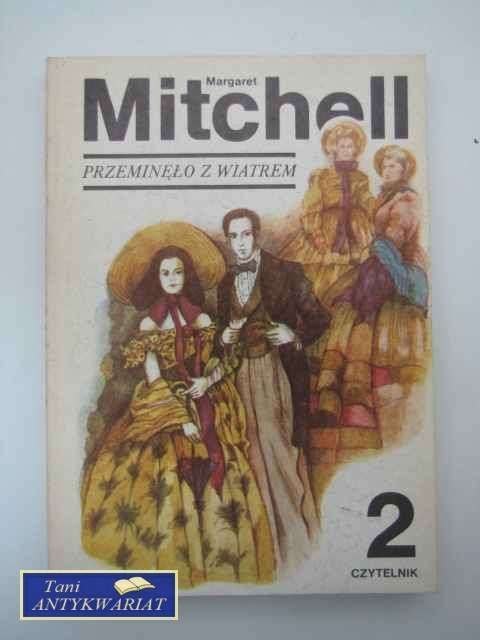 Margaret
Mitchell
PRZEMINĘŁO Z WIATREM
2
CZYTELNIK
Tani
ANTYKWARIAT